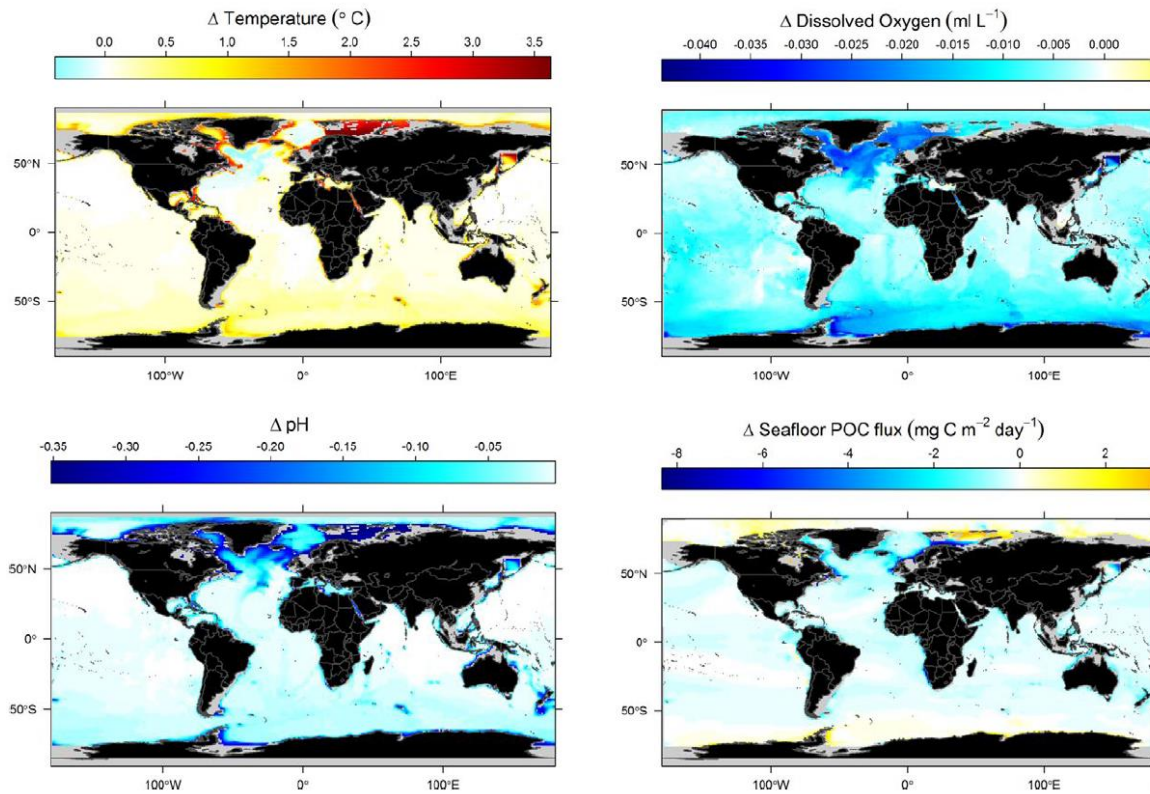 Δ Temperature (° C)
0.0 0.5 1.0 1.5 2.0 2.5 3.0 3.5
50°N
0°
50°S
100°W 0° 100°E
Δ Dissolved Oxygen (ml L⁻¹)
-0.040 -0.035 -0.030 -0.025 -0.020 -0.015 -0.010 -0.005 0.000
50°N
0°
50°S
100°W 0° 100°E
Δ pH
-0.35 -0.30 -0.25 -0.20 -0.15 -0.10 -0.05
50°N
0°
50°S
100°W 0° 100°E
Δ Seafloor POC flux (mg C m⁻² day⁻¹)
-8 -6 -4 -2 0 2
50°N
0°
50°S
100°W 0° 100°E